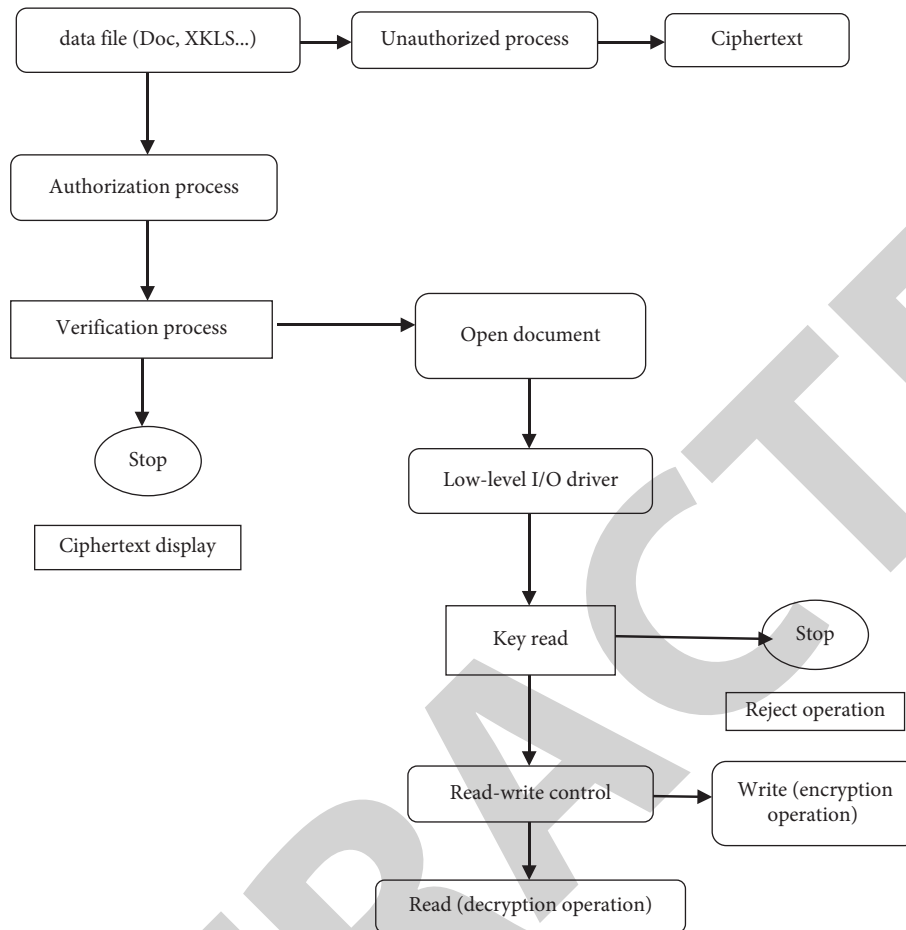 data file (Doc, XKLS...)
Unauthorized process
Ciphertext
Authorization process
Verification process
Open document
Stop
Low-level I/O driver
Ciphertext display
Key read
Stop
Reject operation
Read-write control
Write (encryption
operation)
Read (decryption operation)
RACTE